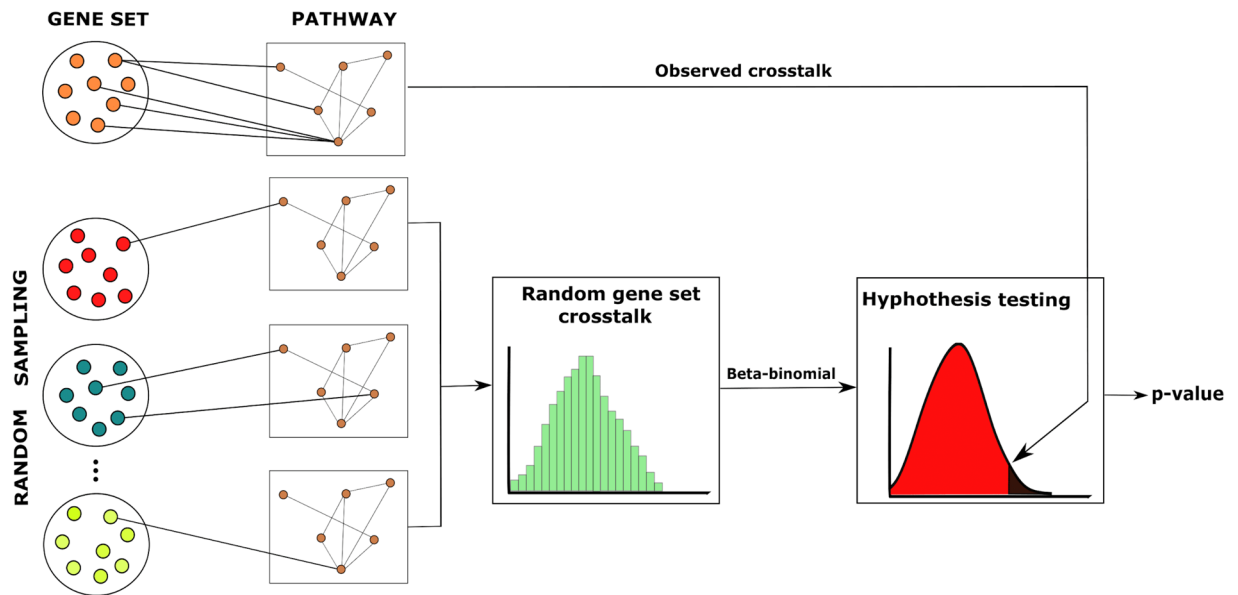 GENE SET
PATHWAY
Observed crosstalk
RANDOM SAMPLING
Random gene set
crosstalk
Beta-binomial
Hyphothesis testing
p-value